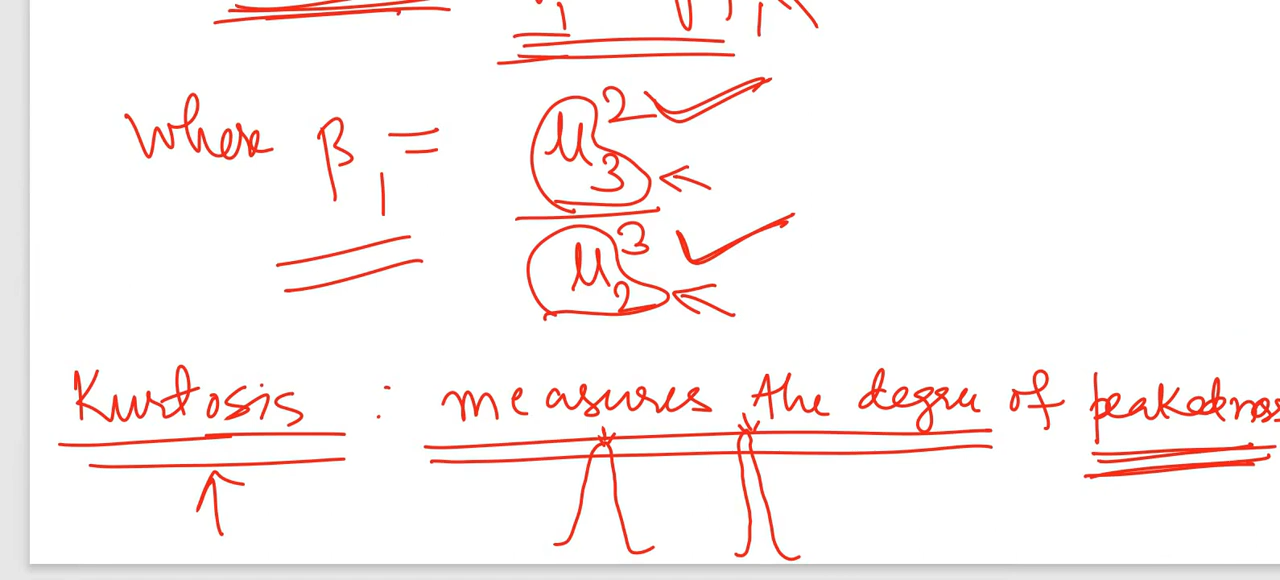 where β₁ = μ₃² / μ₂³
Kurtosis : measures the degree of peakedness